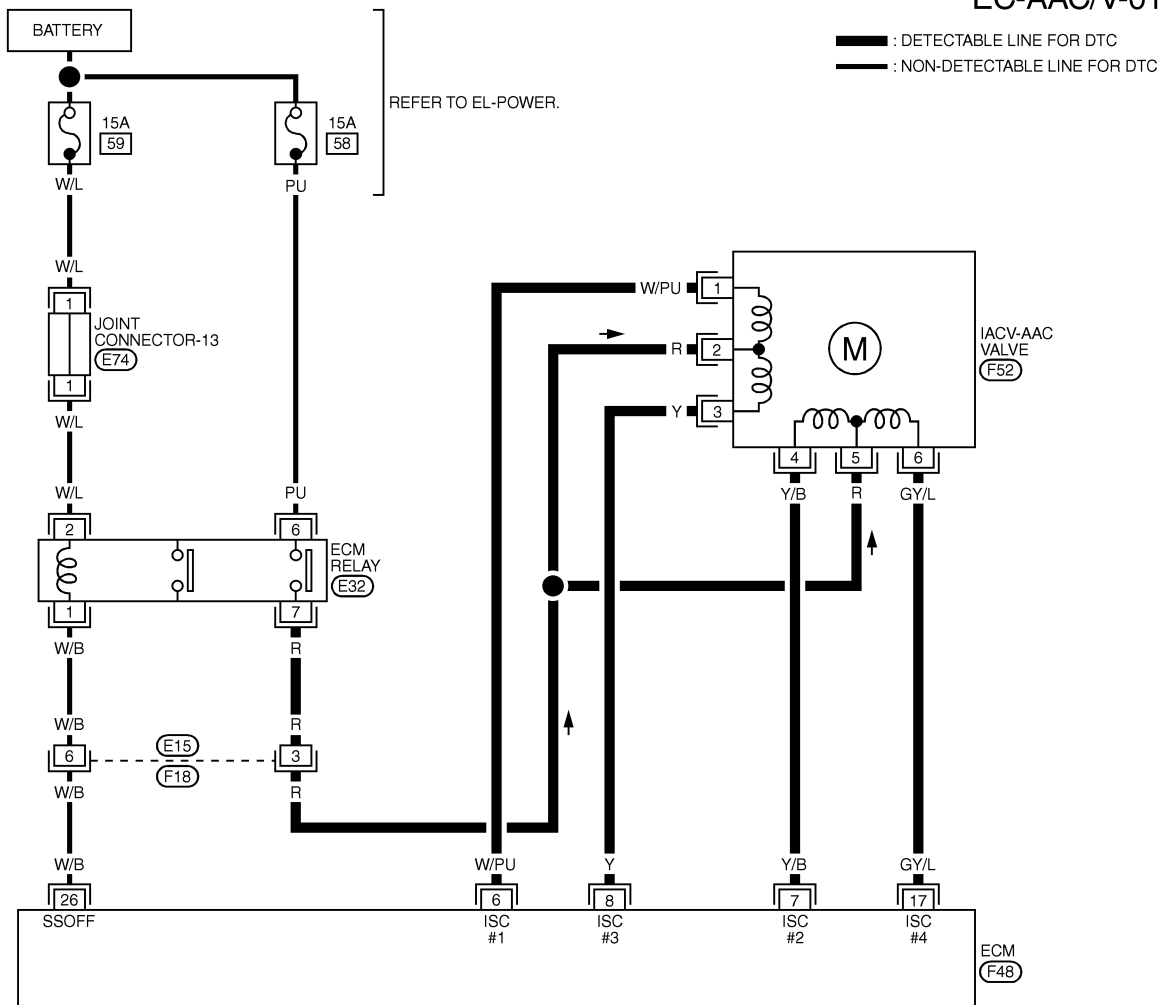 EC-AAC/V-01
BATTERY
: DETECTABLE LINE FOR DTC
: NON-DETECTABLE LINE FOR DTC
REFER TO EL-POWER.
15A
59
15A
58
W/L
PU
W/L
1
JOINT
CONNECTOR-13
E74
1
W/L
W/PU
1
R
2
Y
3
M
IACV-AAC
VALVE
F52
4
5
6
Y/B
R
GY/L
W/L
PU
2
6
ECM
RELAY
E32
1
7
W/B
R
W/B
R
6
E15
F18
3
W/B
R
W/B
W/PU
Y
Y/B
GY/L
26
6
8
7
17
SSOFF
ISC
#1
ISC
#3
ISC
#2
ISC
#4
ECM
F48